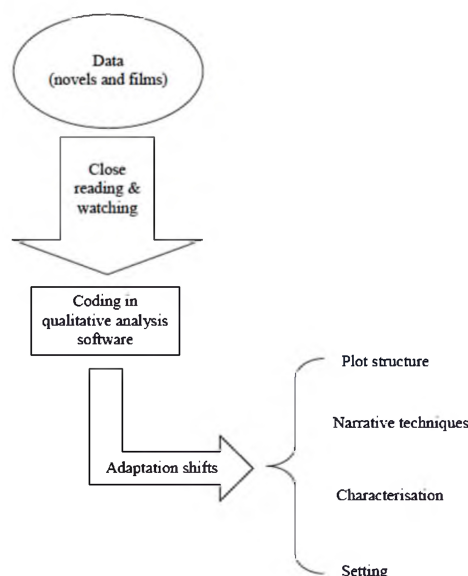 Data
(novels and films)
Close
reading &
watching
Coding in
qualitative analysis
software
Adaptation shifts
Plot structure
Narrative techniques
Characterisation
Setting